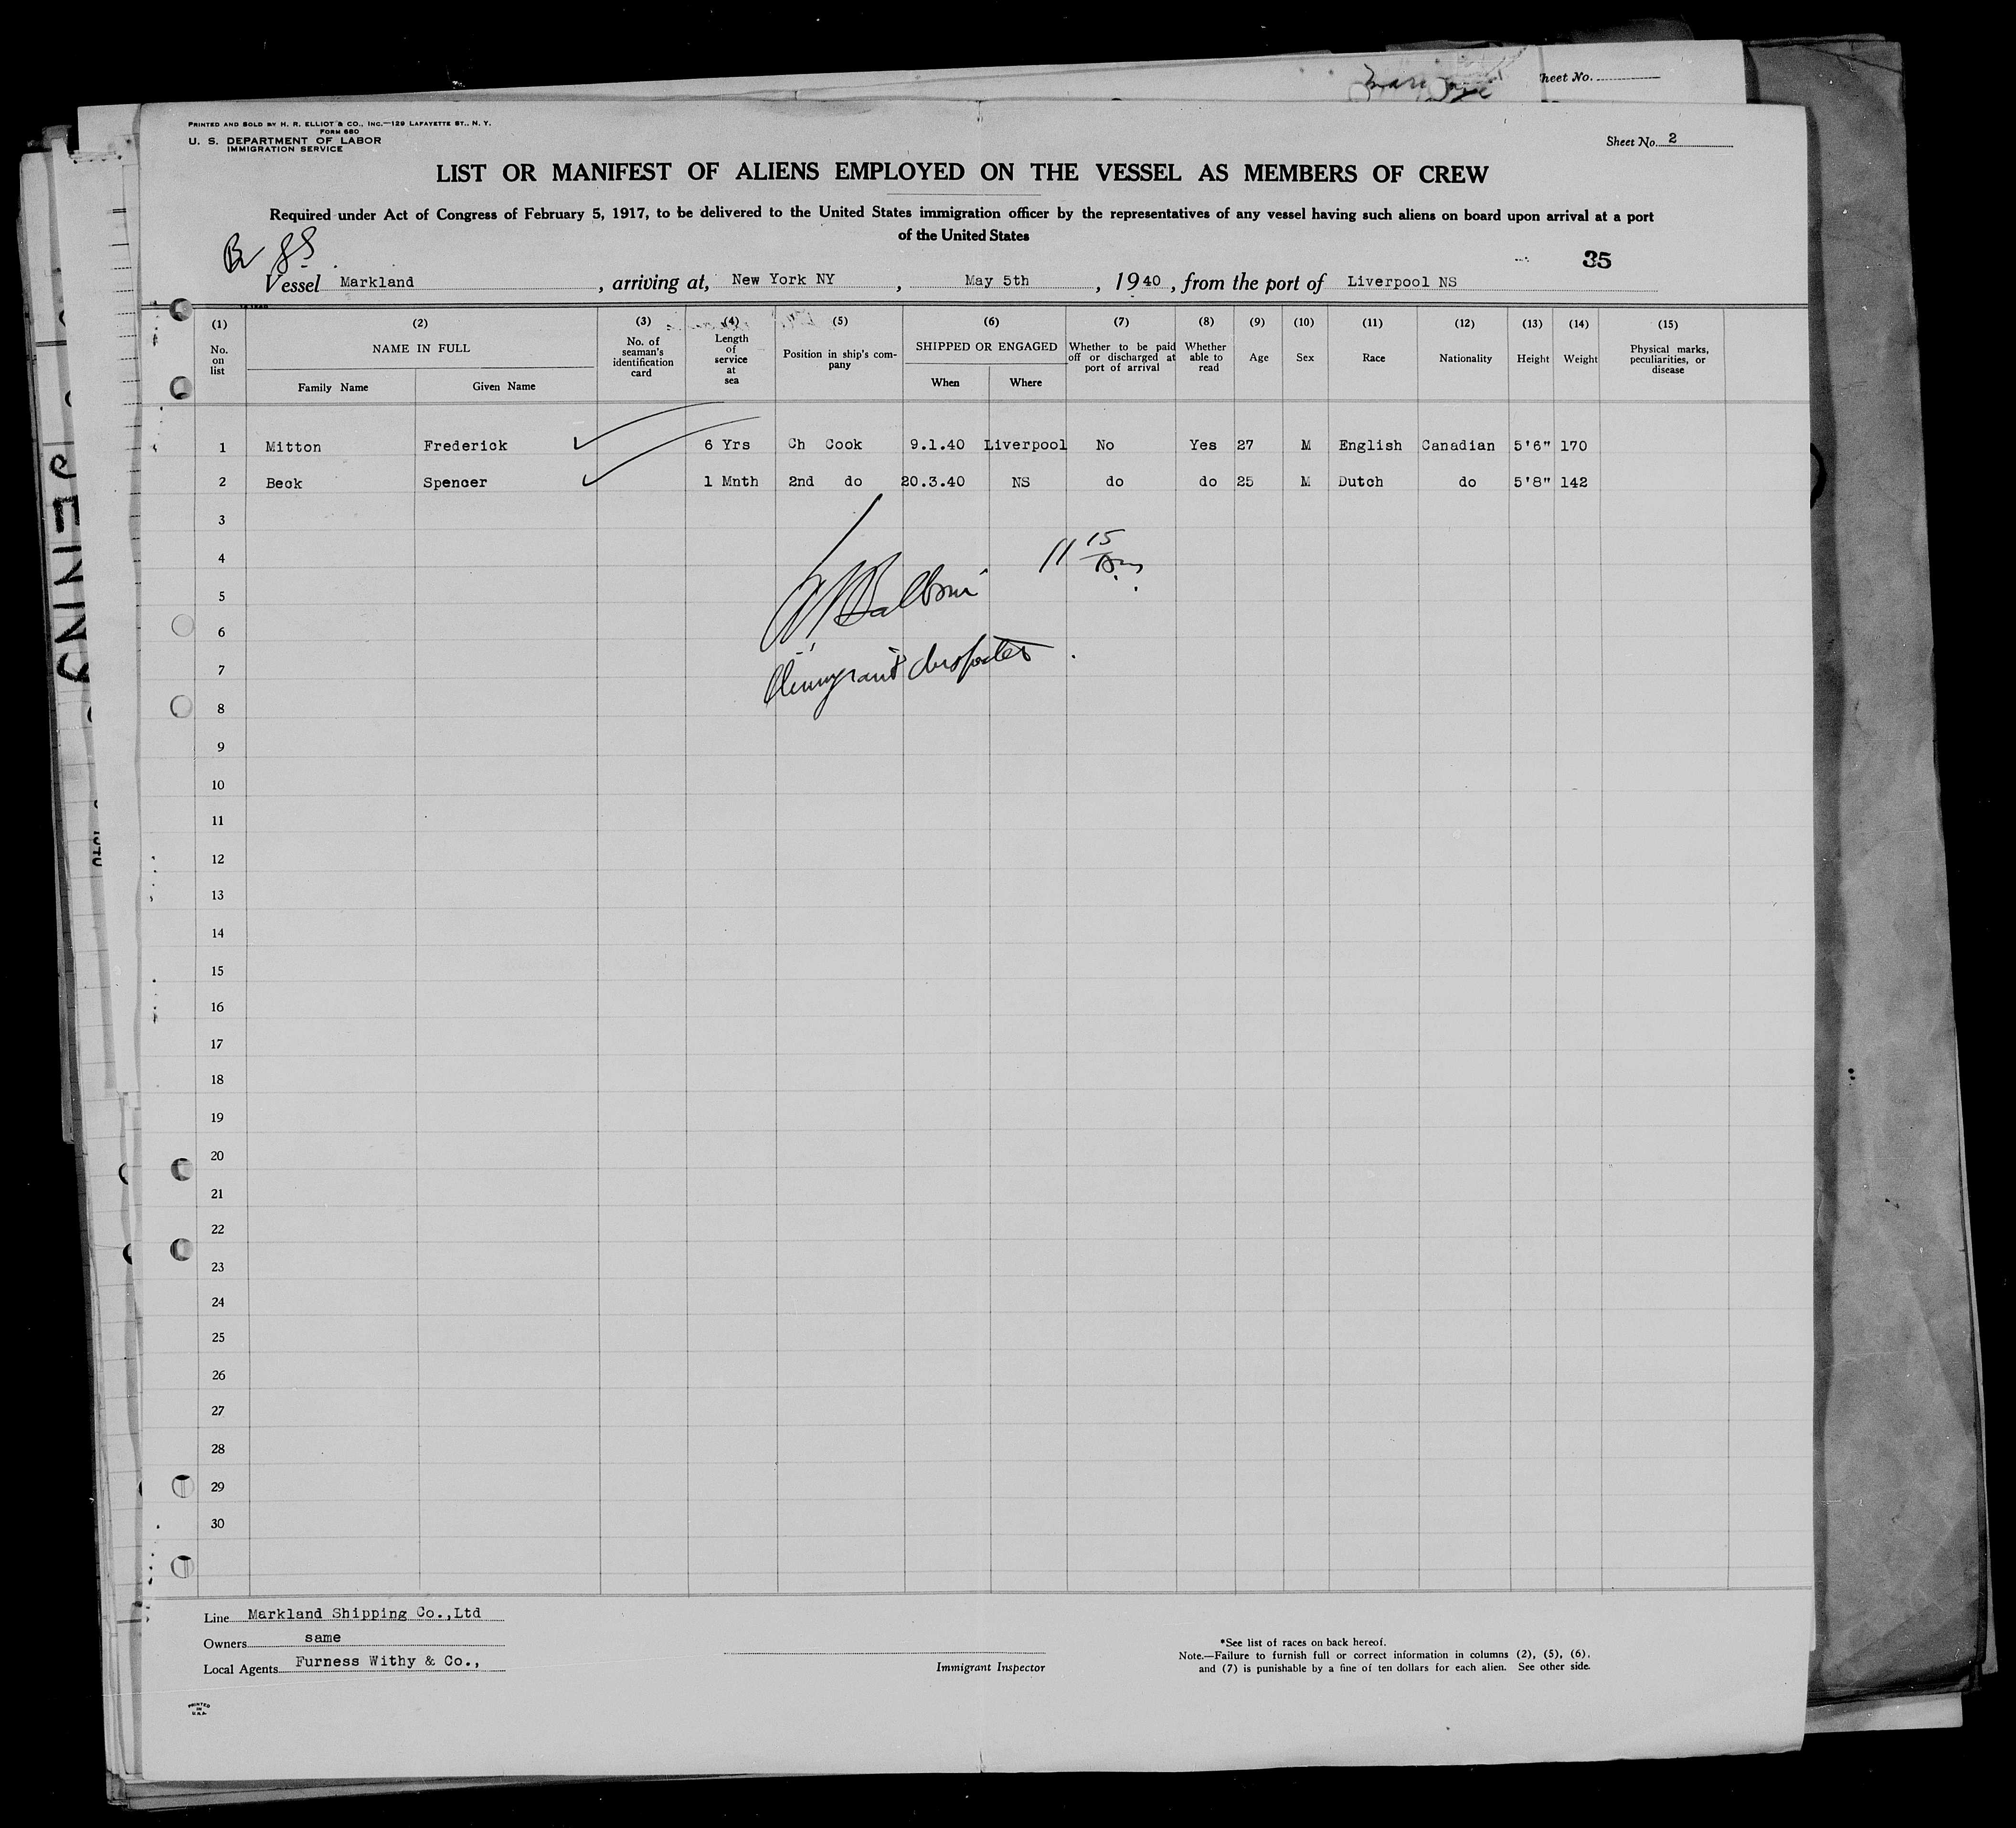 heet No.
PRINTED AND SOLD BY H. R. ELLIOT & CO., INC.—129 LAFAYETTE ST., N. Y.
FORM 680
U. S. DEPARTMENT OF LABOR
IMMIGRATION SERVICE
Sheet No. 2
LIST OR MANIFEST OF ALIENS EMPLOYED ON THE VESSEL AS MEMBERS OF CREW
Required under Act of Congress of February 5, 1917, to be delivered to the United States immigration officer by the representatives of any vessel having such aliens on board upon arrival at a port
of the United States
35
Vessel Markland, arriving at, New York NY, May 5th, 1940, from the port of Liverpool NS
(1) (2) (3) (4) (5) (6) (7) (8) (9) (10) (11) (12) (13) (14) (15)
No. on list NAME IN FULL Family Name Given Name No. of seaman's identification card Length of service at sea Position in ship's company SHIPPED OR ENGAGED When Where Whether to be paid off or discharged at port of arrival Whether able to read Age Sex Race Nationality Height Weight Physical marks, peculiarities, or disease
1 Mitton Frederick 6 Yrs Ch Cook 9.1.40 Liverpool No Yes 27 M English Canadian 5'6" 170
2 Beck Spencer 1 Mnth 2nd do 20.3.40 NS do do 25 M Dutch do 5'8" 142
3
4
11 15
5
6
7
8
9
10
11
12
13
14
15
16
17
18
19
20
21
22
23
24
25
26
27
28
29
30
Line Markland Shipping Co.,Ltd
Owners same
Local Agents Furness Withy & Co.,
Immigrant Inspector
*See list of races on back hereof.
Note.—Failure to furnish full or correct information in columns (2), (5), (6),
and (7) is punishable by a fine of ten dollars for each alien. See other side.
PRINTED
IN
U.S.A.